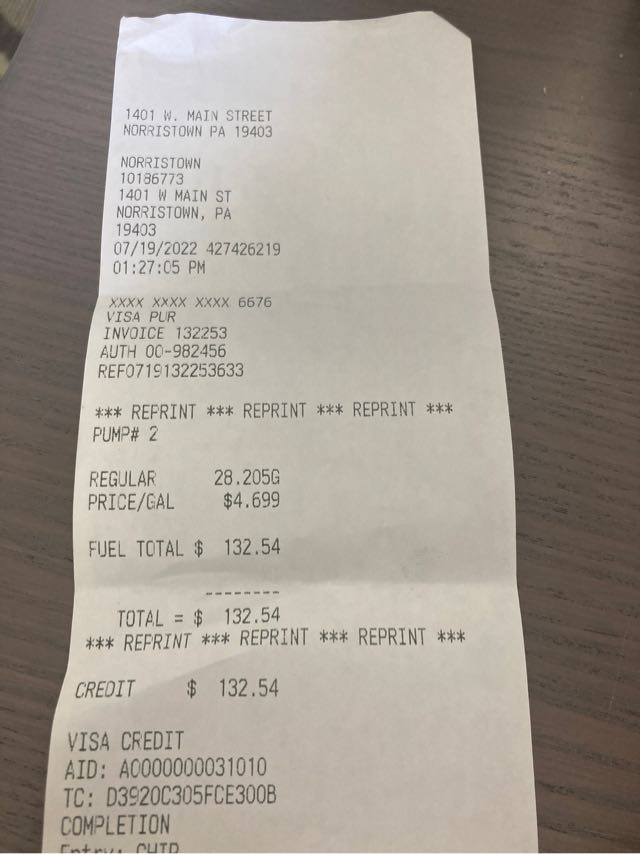 1401 W. MAIN STREET
NORRISTOWN PA 19403
NORRISTOWN
10186773
1401 W MAIN ST
NORRISTOWN, PA
19403
07/19/2022 427426219
01:27:05 PM
XXXX XXXX XXXX 6676
VISA PUR
INVOICE 132253
AUTH 00-982456
REF0719132253633
*** REPRINT *** REPRINT *** REPRINT ***
PUMP# 2
REGULAR 28.205G
PRICE/GAL $4.699
FUEL TOTAL $ 132.54
--------
TOTAL = $ 132.54
*** REPRINT *** REPRINT *** REPRINT ***
CREDIT $ 132.54
VISA CREDIT
AID: A0000000031010
TC: D3920C305FCE300B
COMPLETION
Entry: CHIP